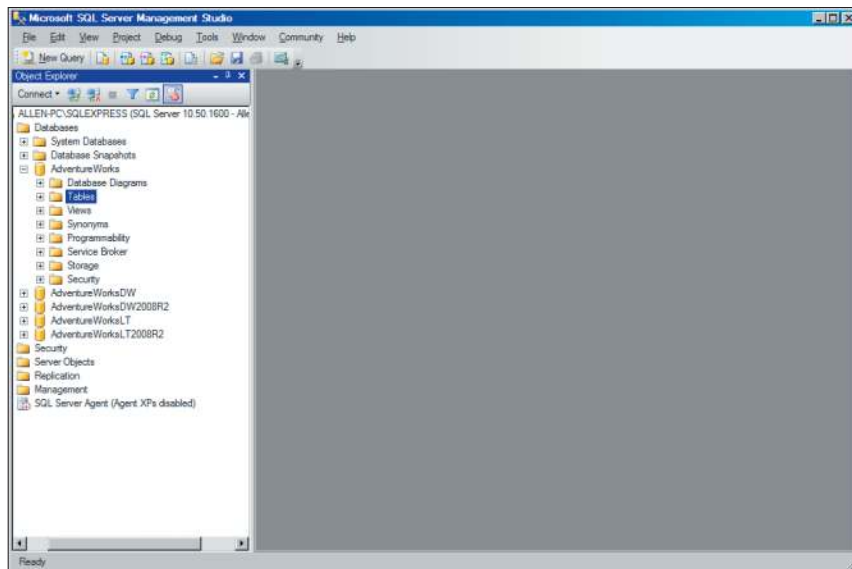 Microsoft SQL Server Management Studio
File Edit View Project Debug Tools Window Community Help
New Query
Object Explorer
Connect
ALLEN-PC\SQLEXPRESS (SQL Server 10.50.1600 - Alle
Databases
System Databases
Database Snapshots
AdventureWorks
Database Diagrams
Tables
Views
Synonyms
Programmability
Service Broker
Storage
Security
AdventureWorksDW
AdventureWorksDW2008R2
AdventureWorksLT
AdventureWorksLT2008R2
Security
Server Objects
Replication
Management
SQL Server Agent (Agent XPs disabled)
Ready